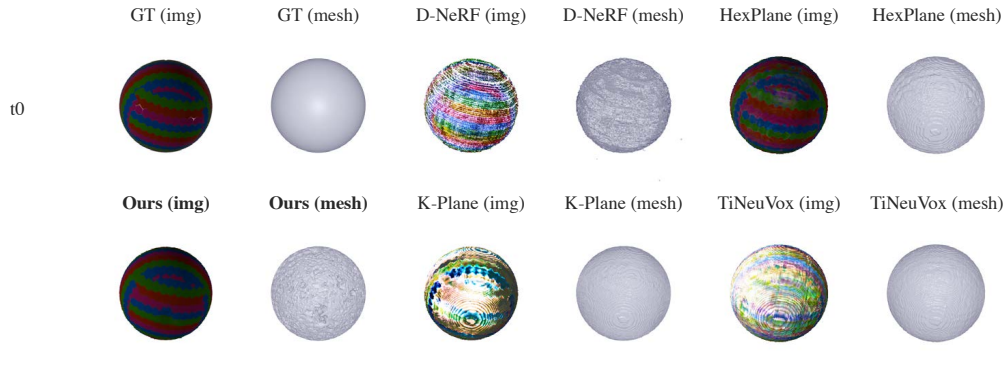 GT (img) GT (mesh) D-NeRF (img) D-NeRF (mesh) HexPlane (img) HexPlane (mesh)
t0
Ours (img) Ours (mesh) K-Plane (img) K-Plane (mesh) TiNeuVox (img) TiNeuVox (mesh)